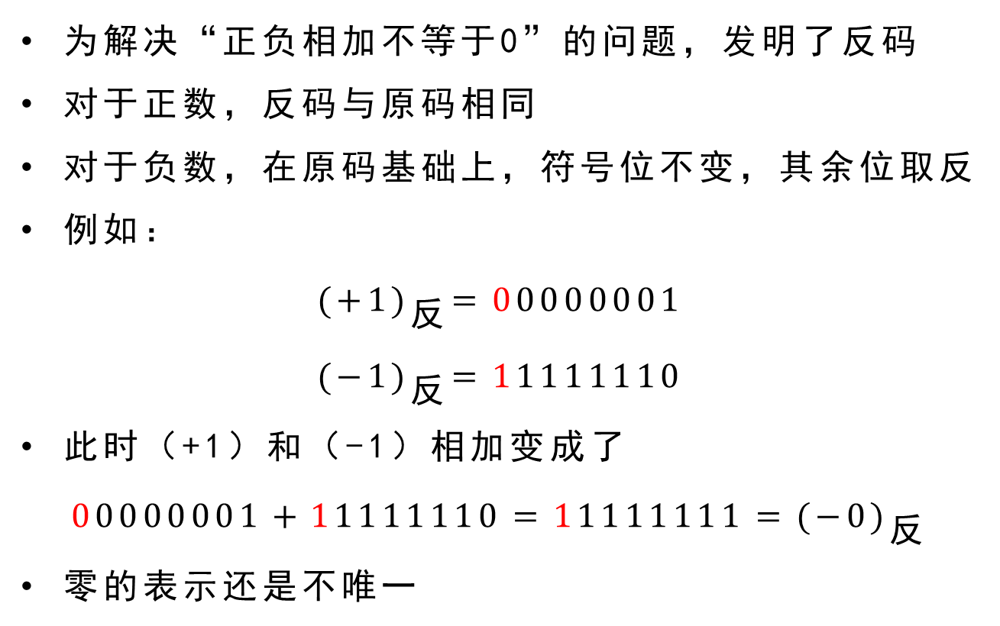 • 为解决“正负相加不等于0”的问题，发明了反码
• 对于正数，反码与原码相同
• 对于负数，在原码基础上，符号位不变，其余位取反
• 例如：
(+1)反 = 00000001
(−1)反 = 11111110
• 此时（+1）和（-1）相加变成了
00000001 + 11111110 = 11111111 = (−0)反
• 零的表示还是不唯一